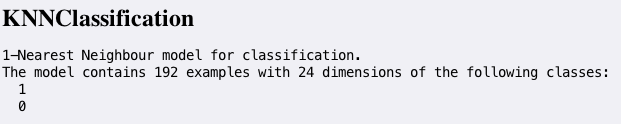 KNNClassification
1-Nearest Neighbour model for classification.
The model contains 192 examples with 24 dimensions of the following classes:
1
0